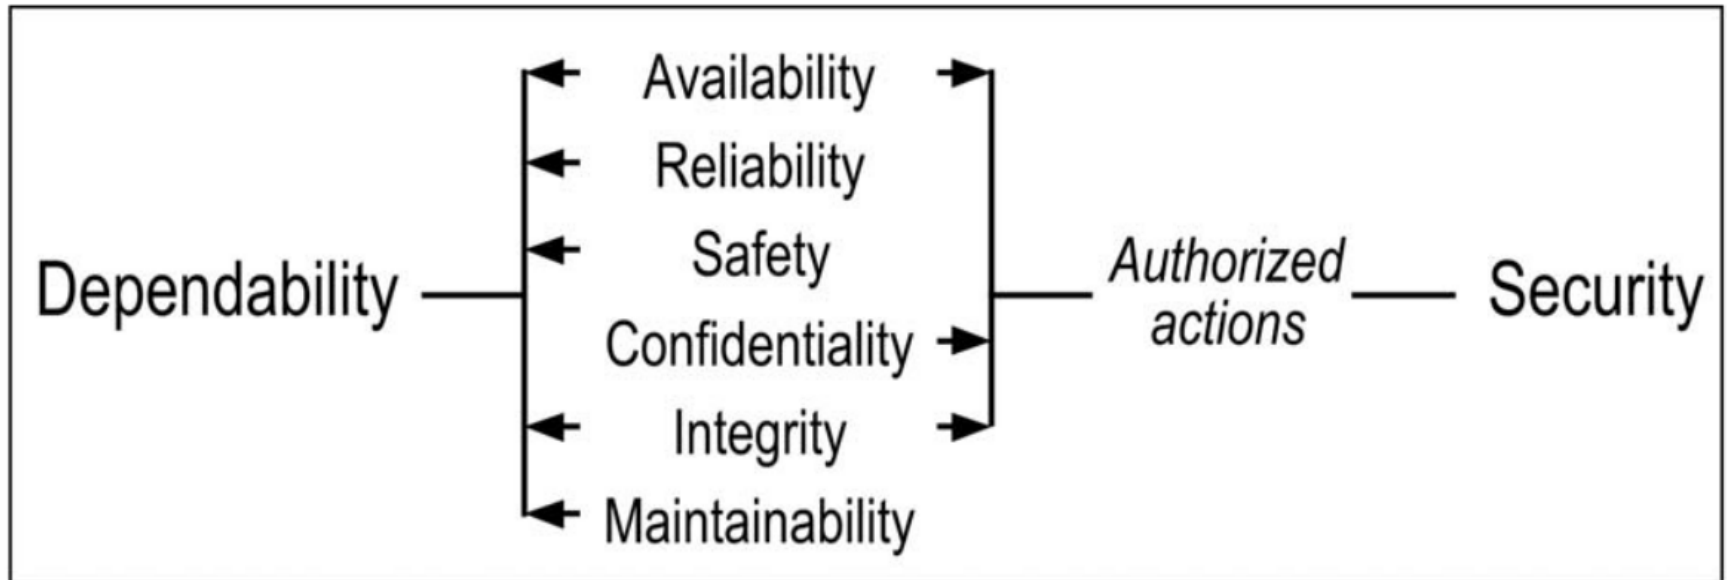 Availability
Reliability
Safety
Dependability
Authorized
actions
Security
Confidentiality
Integrity
Maintainability